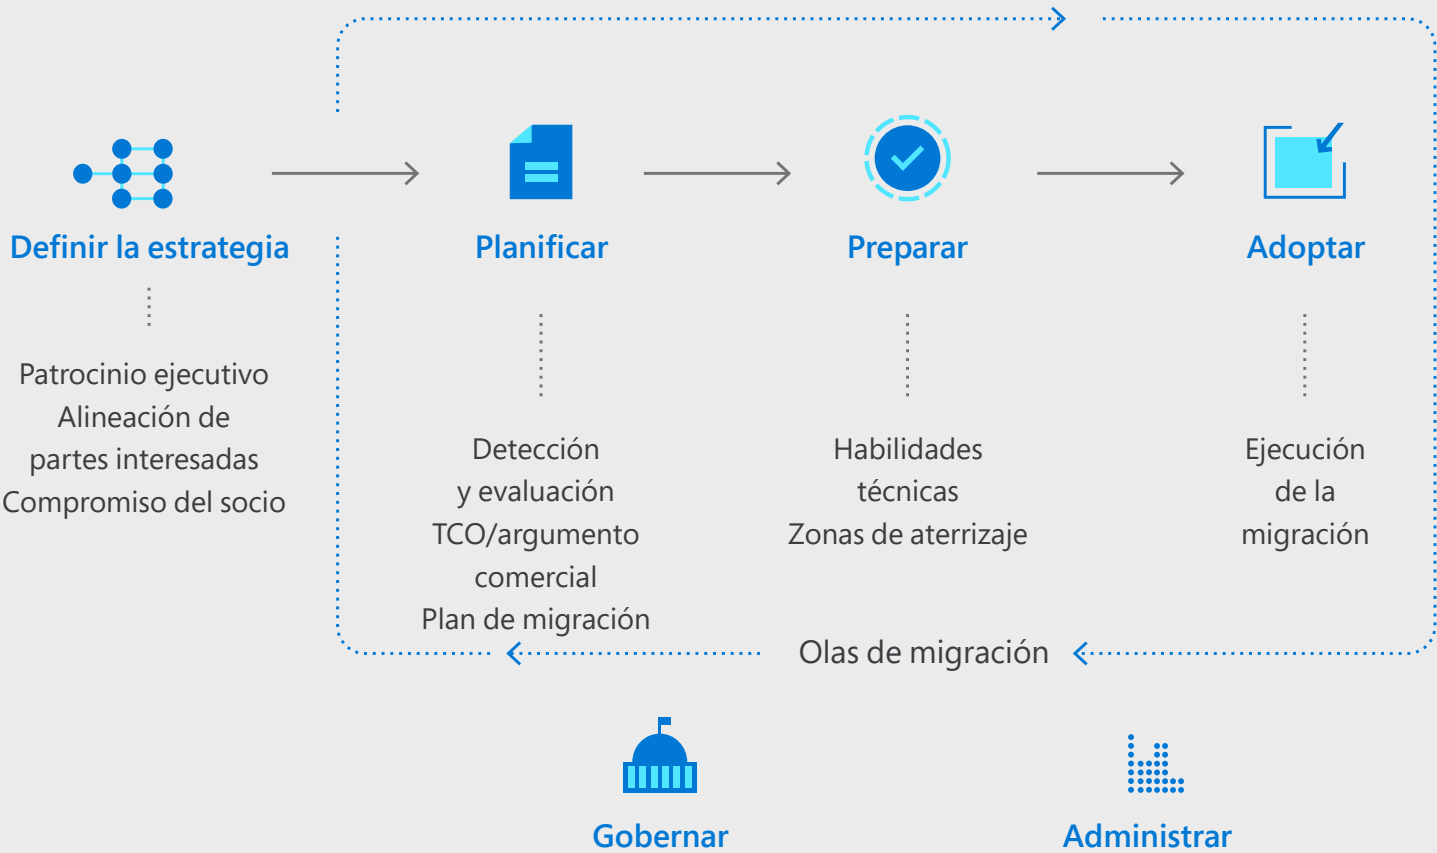 Definir la estrategia
Patrocinio ejecutivo
Alineación de
partes interesadas
Compromiso del socio
Planificar
Detección
y evaluación
TCO/argumento
comercial
Plan de migración
Preparar
Habilidades
técnicas
Zonas de aterrizaje
Adoptar
Ejecución
de la
migración
Olas de migración
Gobernar
Administrar